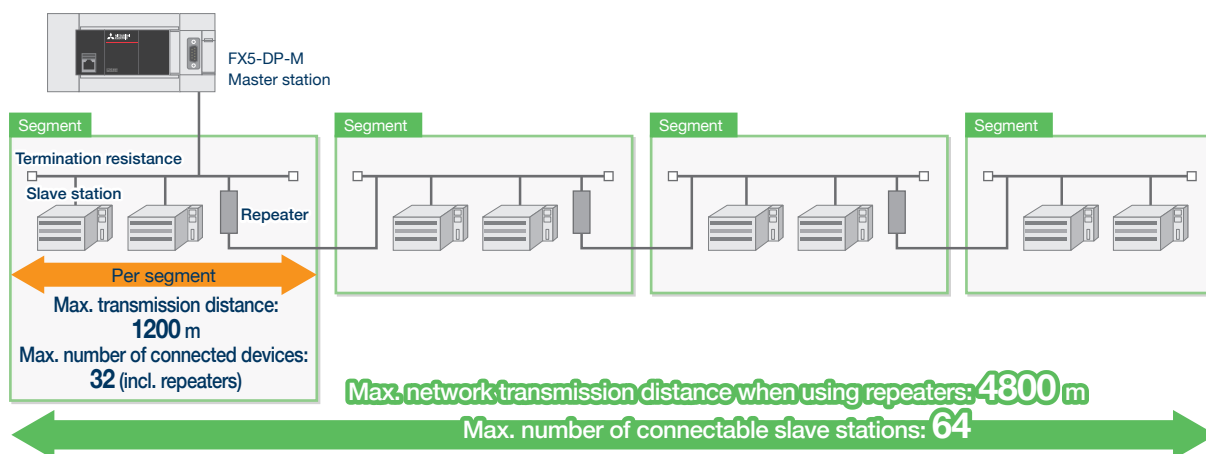 FX5-DP-M
Master station
Segment
Segment
Segment
Segment
Termination resistance
Slave station
Repeater
Per segment
Max. transmission distance:
1200 m
Max. number of connected devices:
32 (incl. repeaters)
Max. network transmission distance when using repeaters: 4800 m
Max. number of connectable slave stations: 64